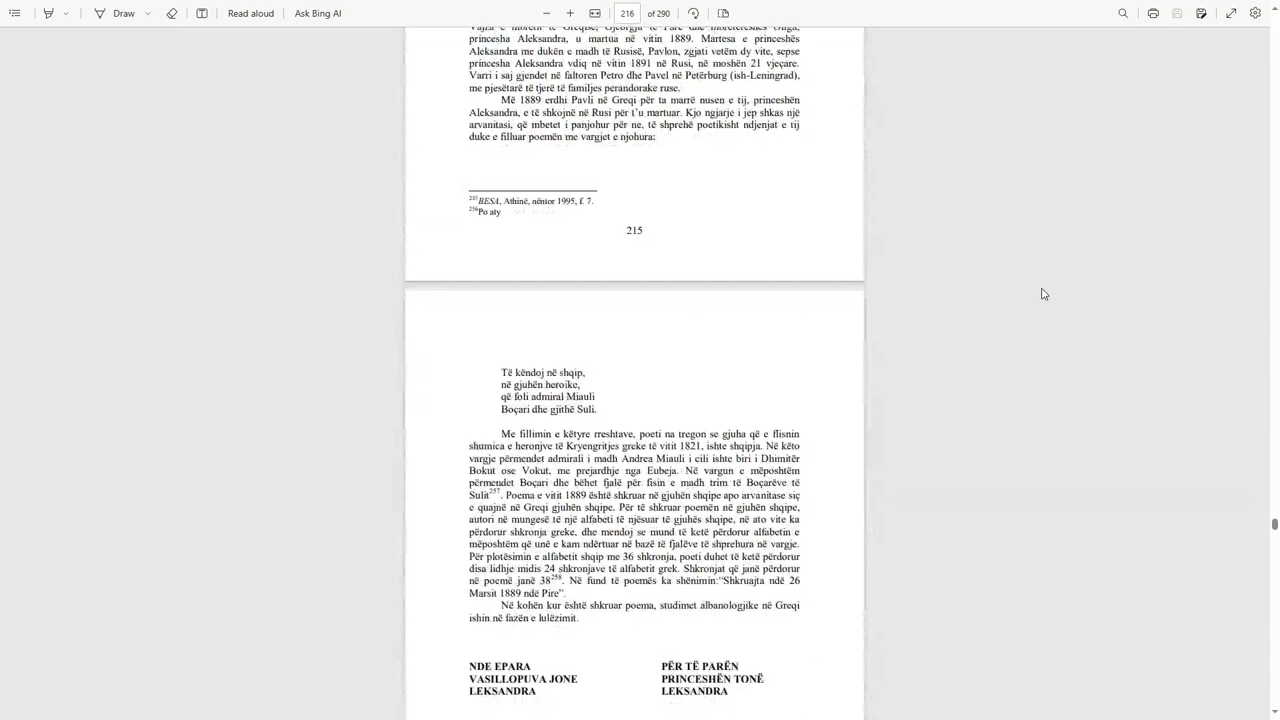 Draw
Read aloud
Ask Bing AI
216 of 290
princesha Aleksandra, u martua në vitin 1889. Martesa e princeshës
Aleksandra me dukën e madh të Rusisë, Pavlon, zgjati vetëm dy vite, sepse
princesha Aleksandra vdiq në vitin 1891 në Rusi, në moshën 21 vjeçare.
Varri i saj gjendet në faltoren Petro dhe Pavel në Petërburg (ish-Leningrad),
me pjesëtarë të tjerë të familjes perandorake ruse.
Më 1889 erdhi Pavli në Greqi për ta marrë nusen e tij, princeshën
Aleksandra, e të shkojnë në Rusi për t'u martuar. Kjo ngjarje i jep shkas një
arvanitasi, që mbetet i panjohur për ne, të shprehë poetikisht ndjenjat e tij
duke e filluar poemën me vargjet e njohura:
255 BESA, Athinë, nëntor 1995, f. 7.
256 Po aty
215
Të këndoj në shqip,
në gjuhën heroike,
që foli admiral Miauli
Boçari dhe gjithë Suli.
Me fillimin e këtyre rreshtave, poeti na tregon se gjuha që e flisnin
shumica e heronjve të Kryengritjes greke të vitit 1821, ishte shqipja. Në këto
vargje përmendet admirali i madh Andrea Miauli i cili ishte biri i Dhimitër
Bokut ose Vokut, me prejardhje nga Eubeja. Në vargun e mëposhtëm
përmendet Boçari dhe bëhet fjalë për fisin e madh trim të Boçarëve të
Sulit257. Poema e vitit 1889 është shkruar në gjuhën shqipe apo arvanitase siç
e quajnë në Greqi gjuhën shqipe. Për të shkruar poemën në gjuhën shqipe,
autori në mungesë të një alfabeti të njësuar të gjuhës shqipe, në ato vite ka
përdorur shkronja greke, dhe mendoj se mund të ketë përdorur alfabetin e
mëposhtëm që unë e kam ndërtuar në bazë të fjalëve të shprehura në vargje.
Për plotësimin e alfabetit shqip me 36 shkronja, poeti duhet të ketë përdorur
disa lidhje midis 24 shkronjave të alfabetit grek. Shkronjat që janë përdorur
në poemë janë 38258. Në fund të poemës ka shënimin:“Shkruajta ndë 26
Marsit 1889 ndë Pire”.
Në kohën kur është shkruar poema, studimet albanologjike në Greqi
ishin në fazën e lulëzimit.
NDE EPARA
VASILLOPUVA JONE
LEKSANDRA
PËR TË PARËN
PRINCESHËN TONË
LEKSANDRA